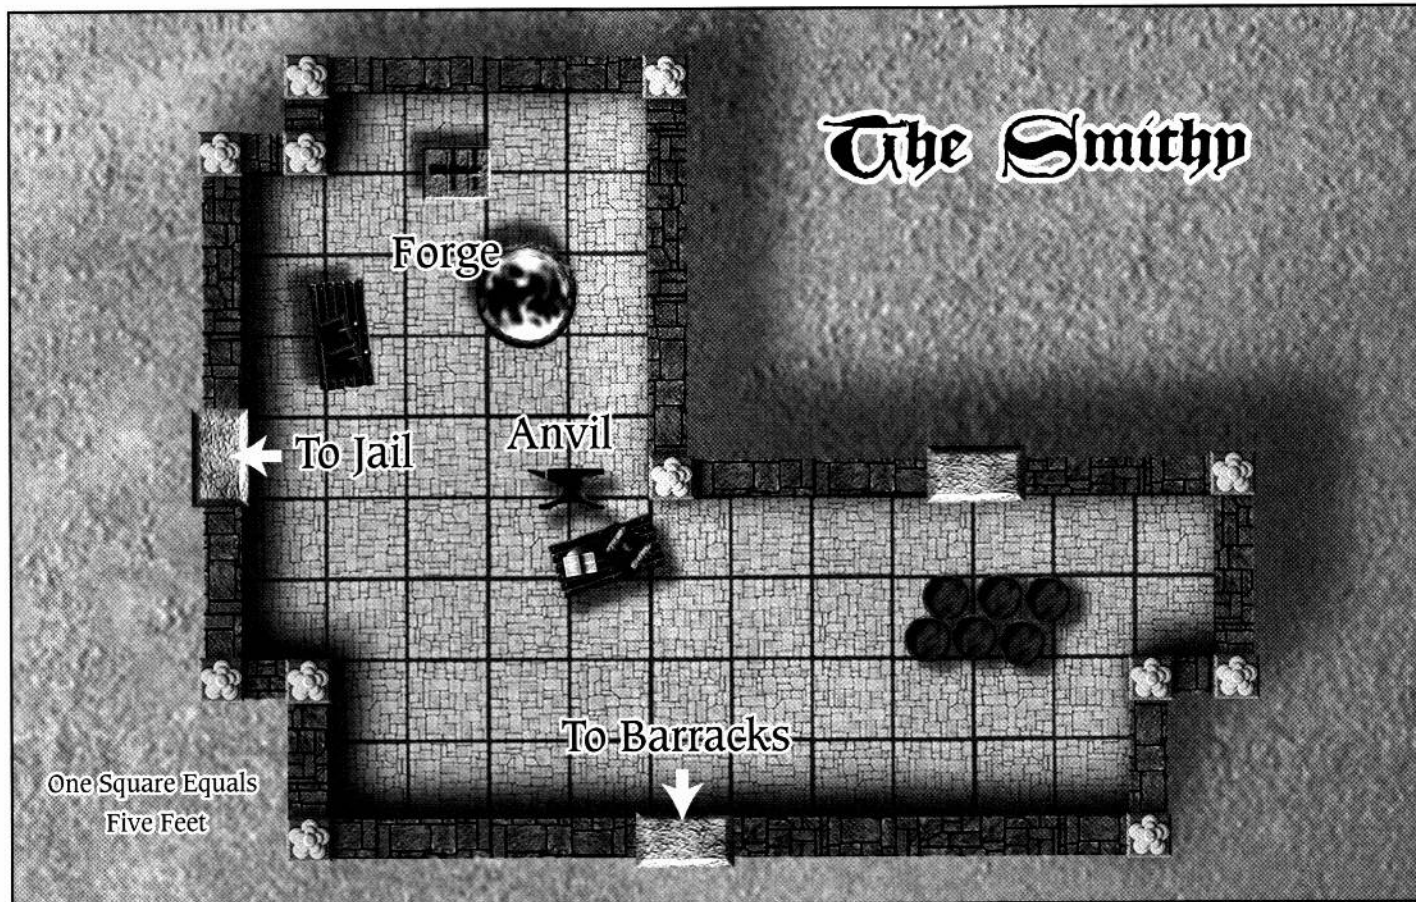 The Smithy
Forge
Anvil
To Jail
To Barracks
One Square Equals
Five Feet